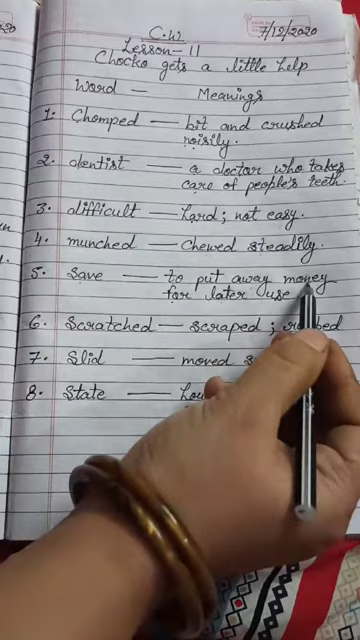 C.W
7/12/2020
Lesson-11
Chocko gets a little help
Word — Meanings
1. Chomped — bit and crushed
noisily.
2. dentist — a doctor who takes
care of people's teeth.
3. difficult — hard; not easy.
4. munched — chewed steadily.
5. Save — to put away money
for later use
6. Scratched — scraped;
7. Slid — moved
8. State —